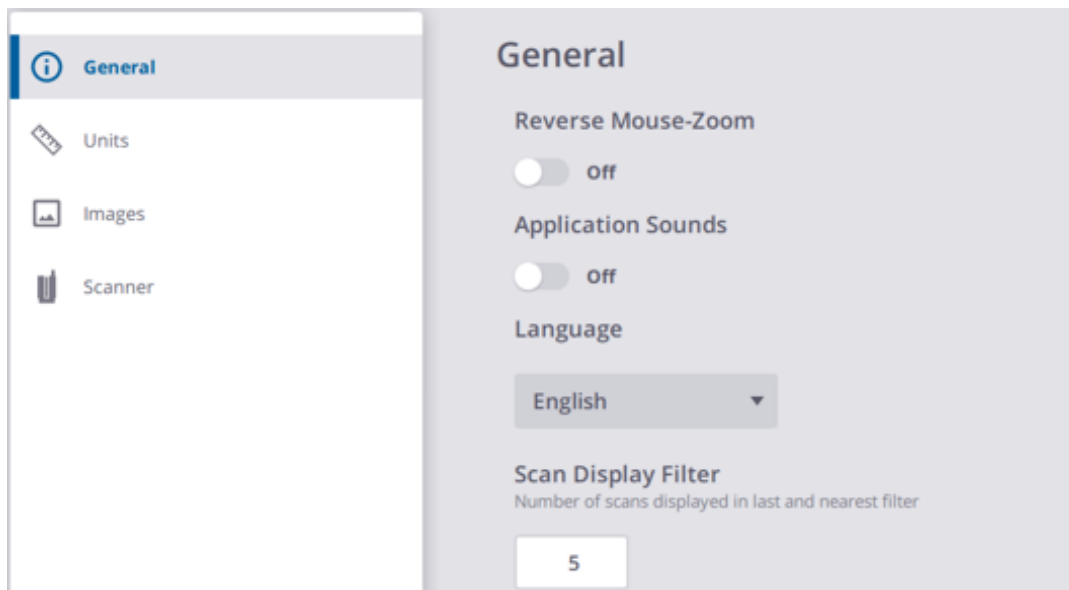 General
Units
Images
Scanner
General
Reverse Mouse-Zoom
Off
Application Sounds
Off
Language
English
Scan Display Filter
Number of scans displayed in last and nearest filter
5